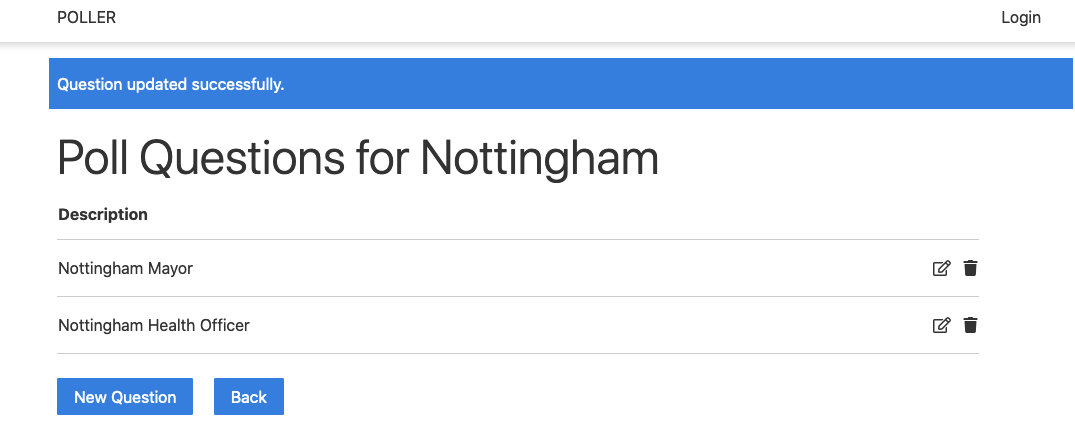 POLLER Login
Question updated successfully.
Poll Questions for Nottingham
Description
Nottingham Mayor
Nottingham Health Officer
New Question Back